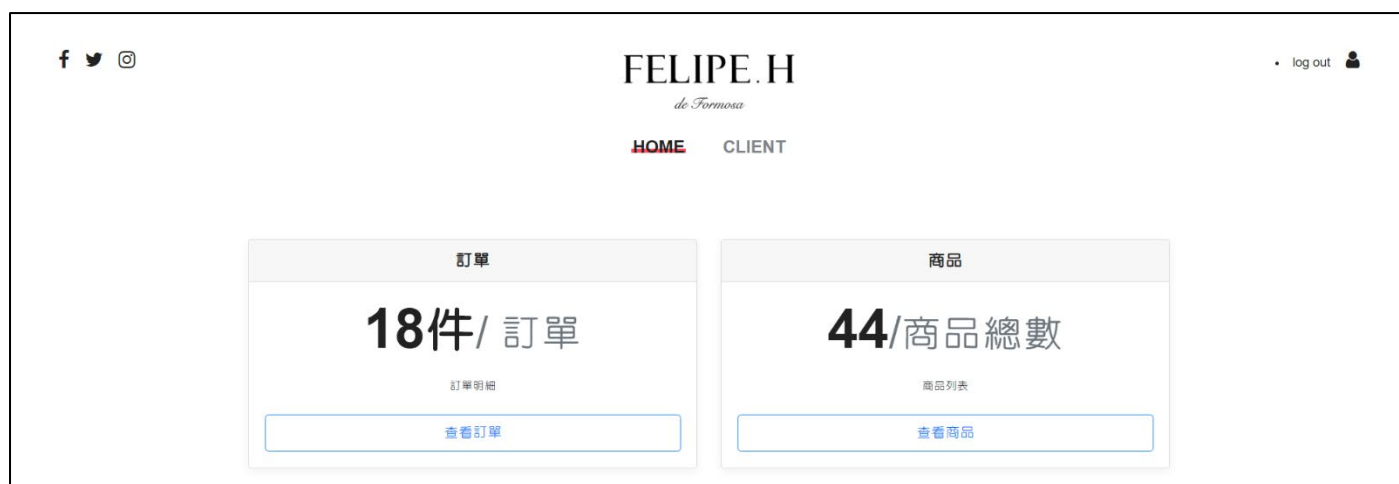 FELIPE.H
de Formosa
• log out
HOME CLIENT
訂單
18件/ 訂單
訂單明細
查看訂單
商品
44/商品總數
商品列表
查看商品